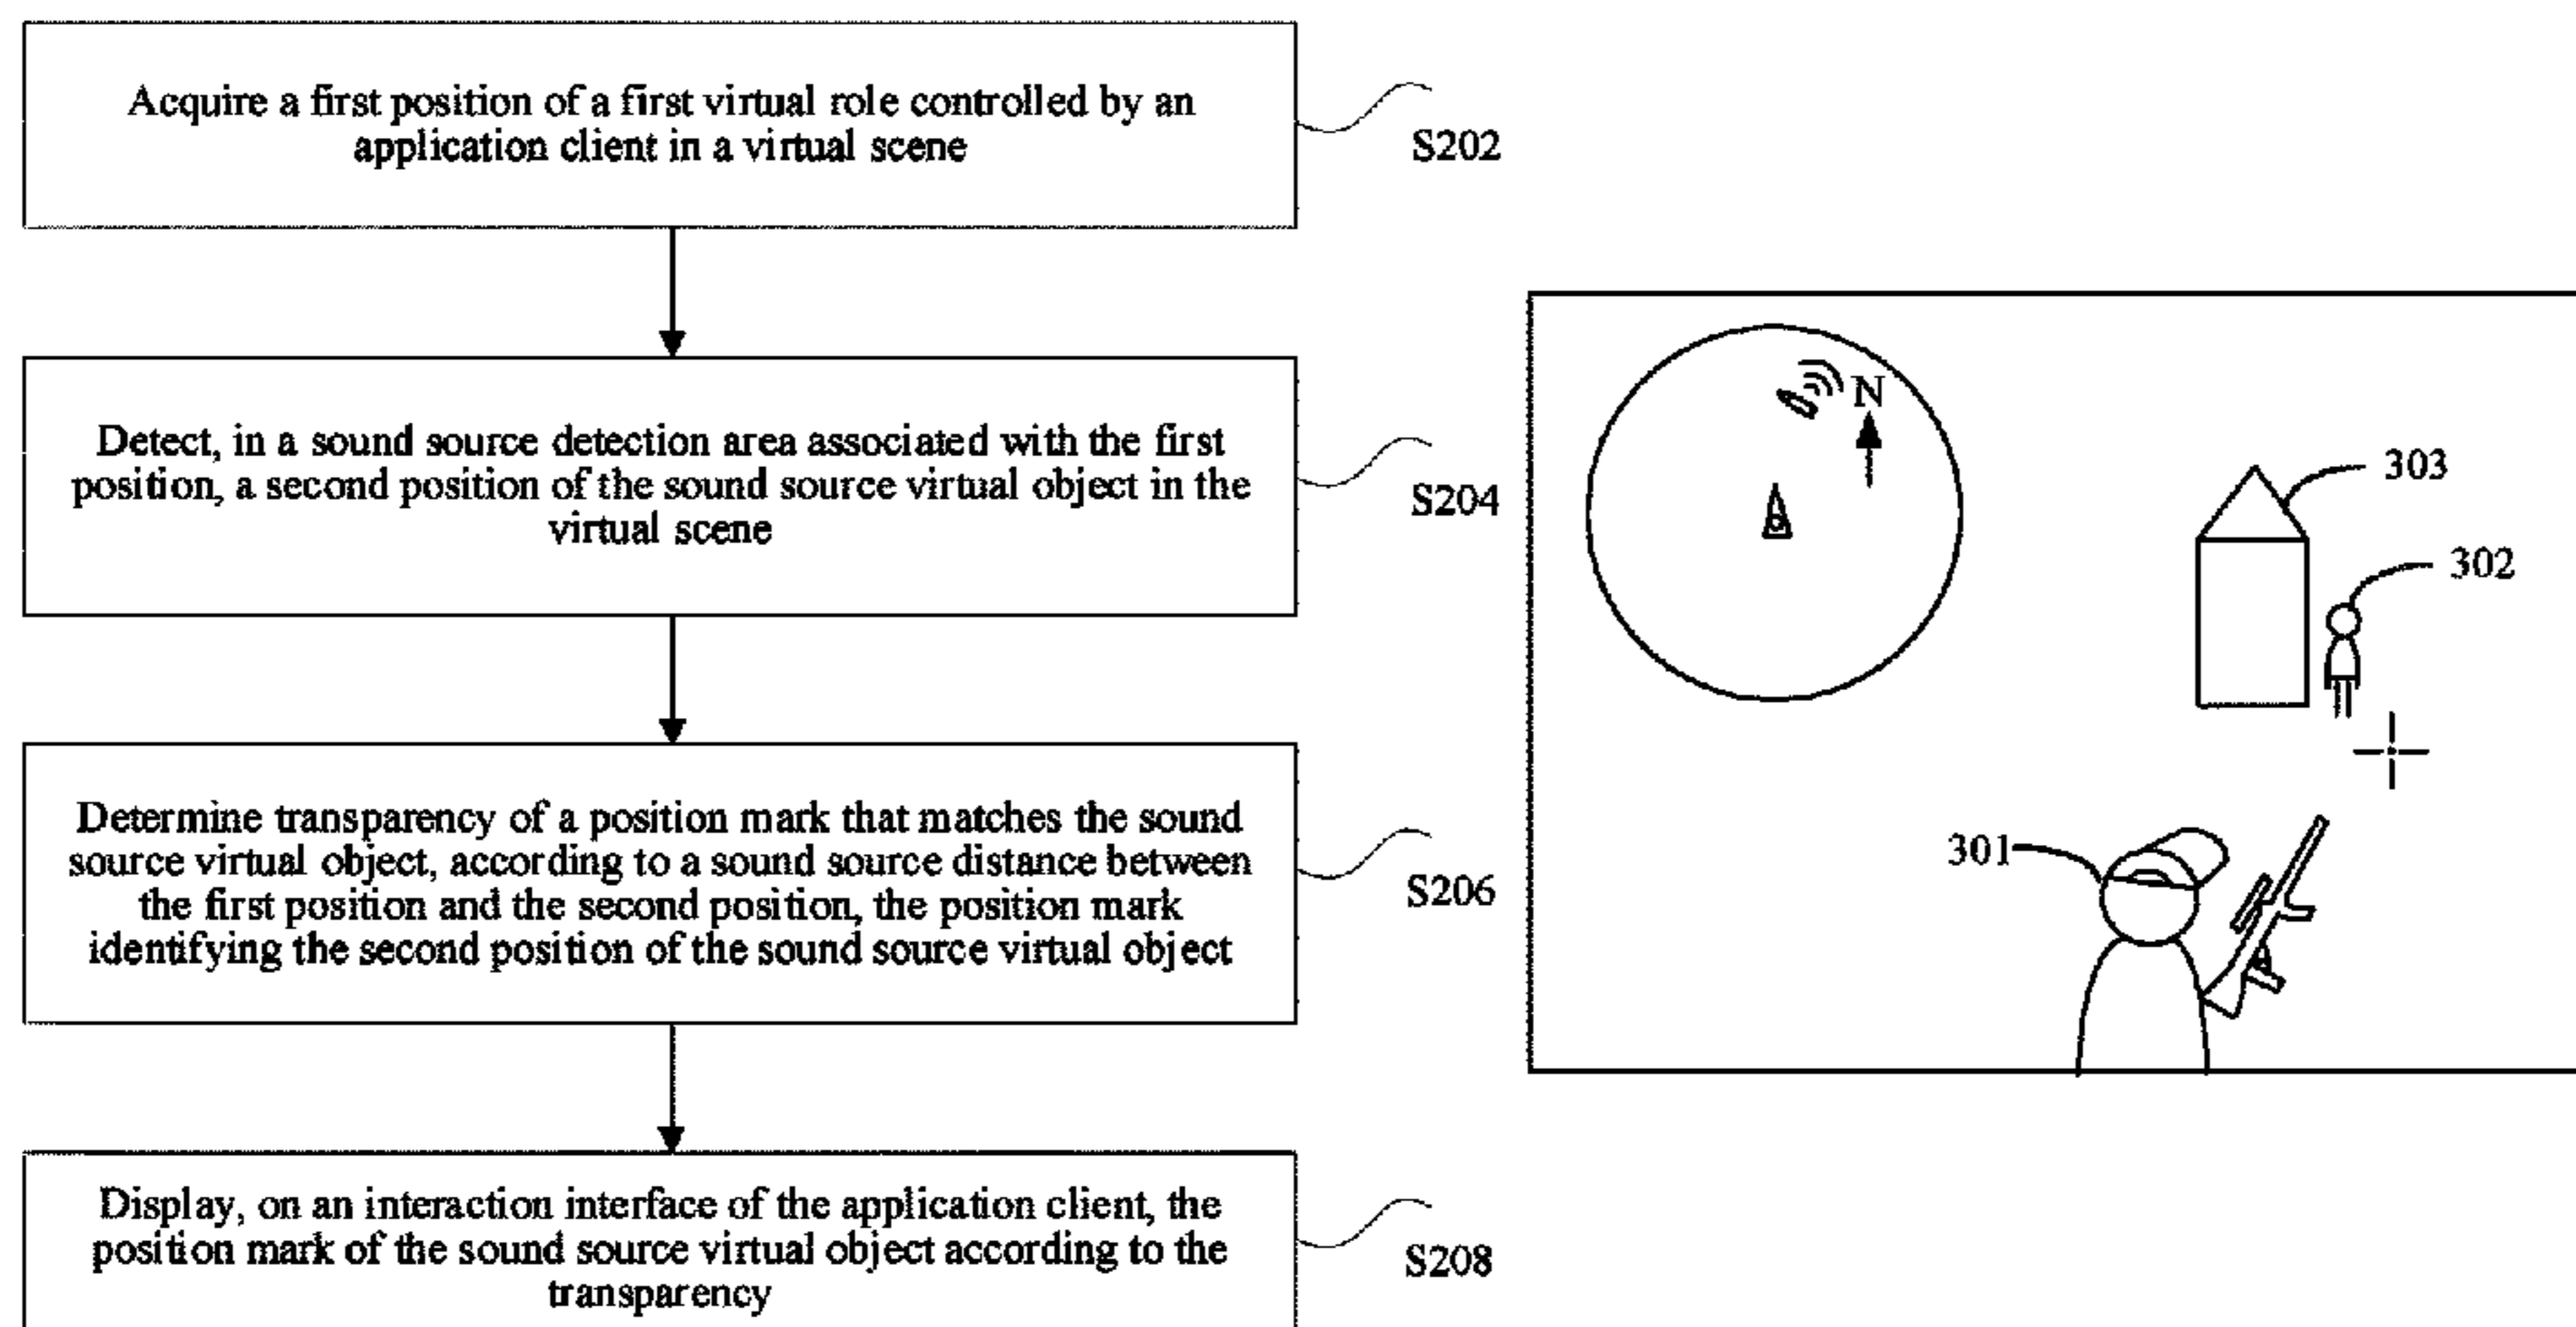 Acquire a first position of a first virtual role controlled by an
application client in a virtual scene
S202
Detect, in a sound source detection area associated with the first
position, a second position of the sound source virtual object in the
virtual scene
S204
Determine transparency of a position mark that matches the sound
source virtual object, according to a sound source distance between
the first position and the second position, the position mark
identifying the second position of the sound source virtual object
S206
Display, on an interaction interface of the application client, the
position mark of the sound source virtual object according to the
transparency
S208
N
303
302
301